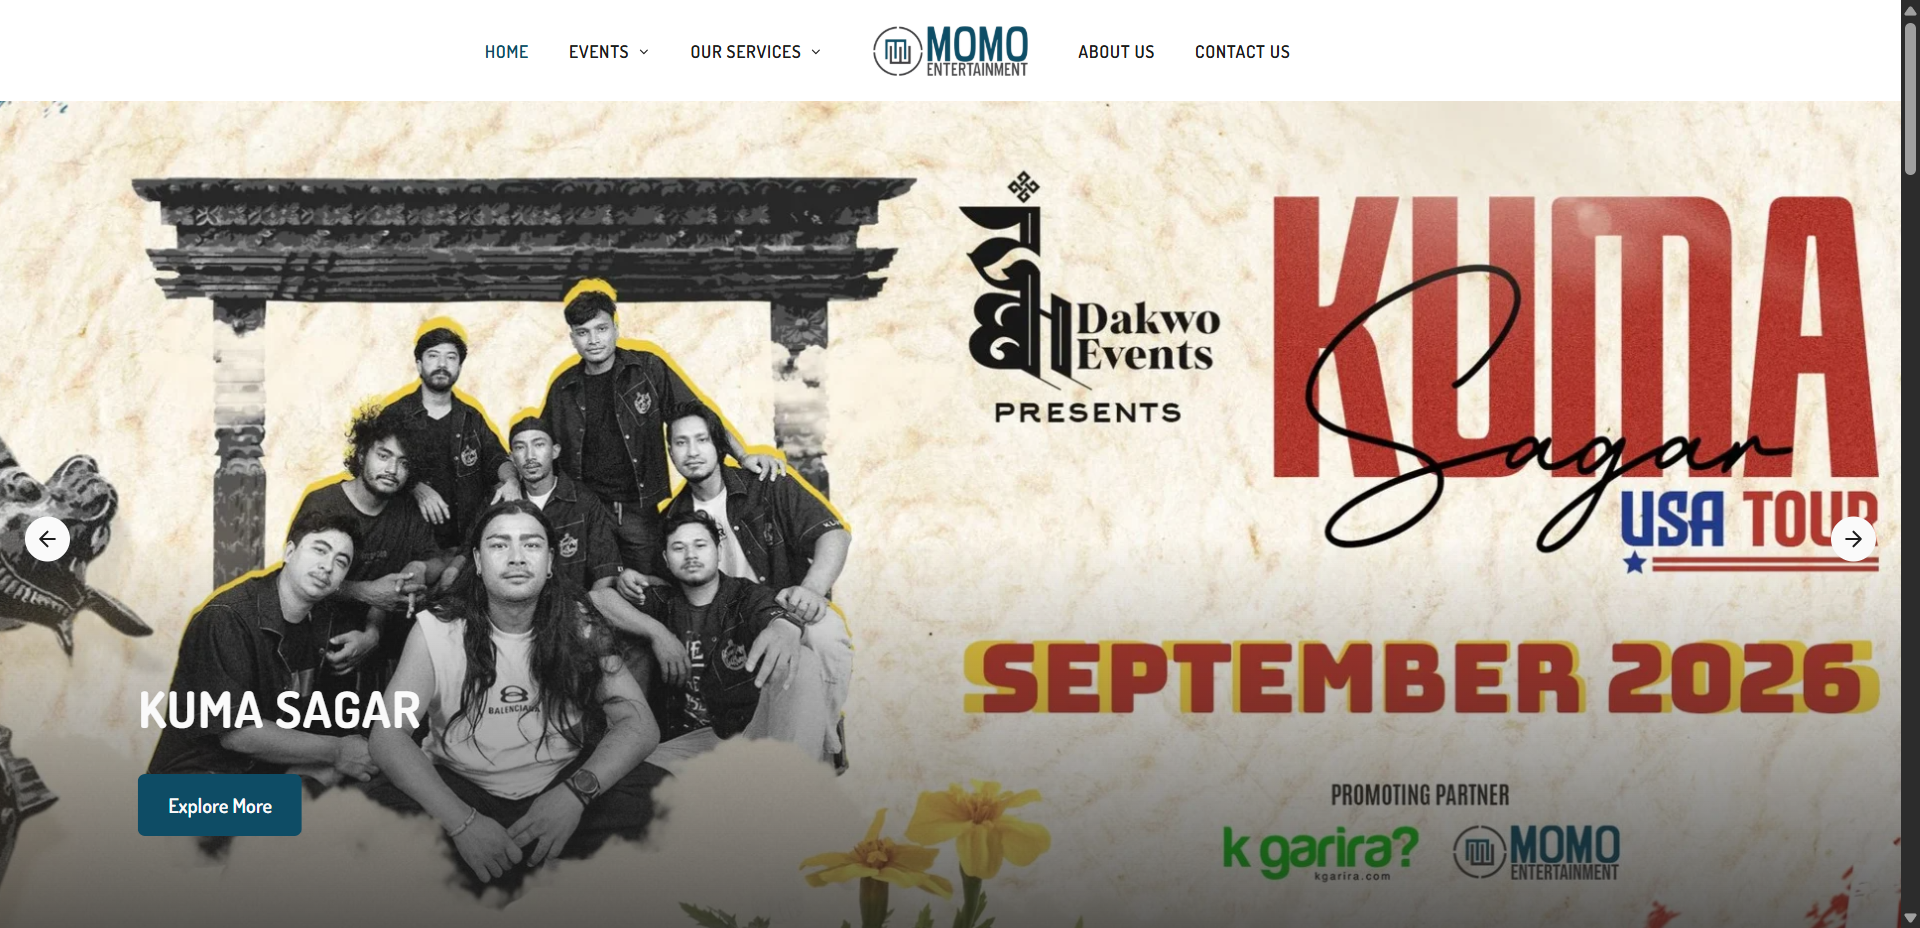 HOME
EVENTS
OUR SERVICES
MOMO
ENTERTAINMENT
ABOUT US
CONTACT US
Dakwo
Events
PRESENTS
KUMA
Sagar
USA TOUR
SEPTEMBER 2026
BALENCIAGA
KUMA SAGAR
Explore More
PROMOTING PARTNER
k garira?
kgarira.com
MOMO
ENTERTAINMENT